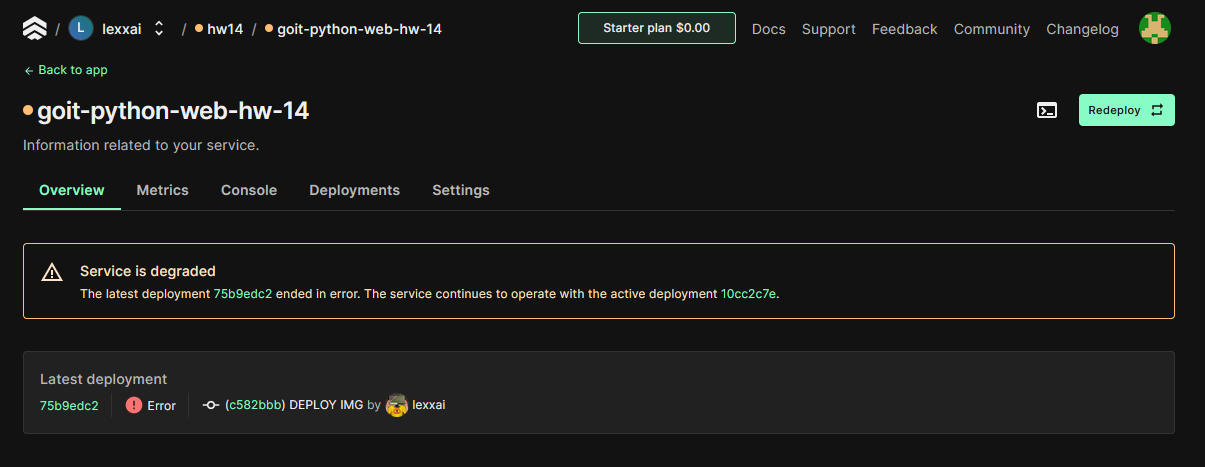 / L lexxai / hw14 / goit-python-web-hw-14 Starter plan $0.00 Docs Support Feedback Community Changelog
← Back to app
goit-python-web-hw-14 Redeploy
Information related to your service.
Overview Metrics Console Deployments Settings
Service is degraded
The latest deployment 75b9edc2 ended in error. The service continues to operate with the active deployment 10cc2c7e.
Latest deployment
75b9edc2 Error (c582bbb) DEPLOY IMG by lexxai